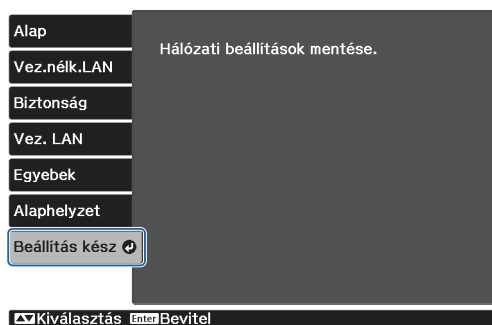 Alap
Vez.nélk.LAN
Biztonság
Vez. LAN
Egyebek
Alaphelyzet
Beállítás kész
Hálózati beállítások mentése.
Kiválasztás Enter Bevitel